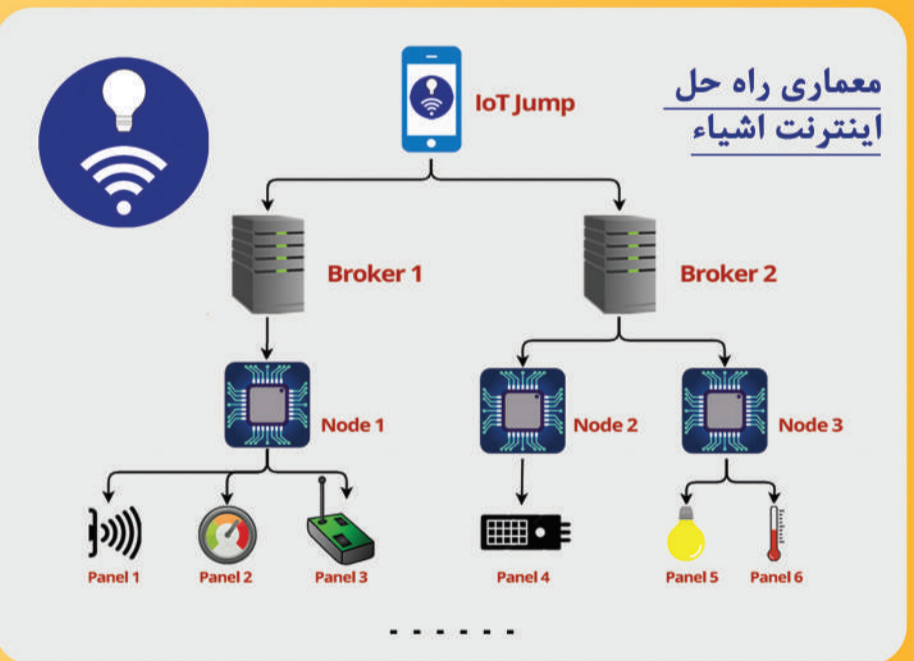 معماری راه حل
اینترنت اشیاء
IoT Jump
Broker 1
Broker 2
Node 1
Node 2
Node 3
Panel 1
Panel 2
Panel 3
Panel 4
Panel 5
Panel 6
- - - - - -